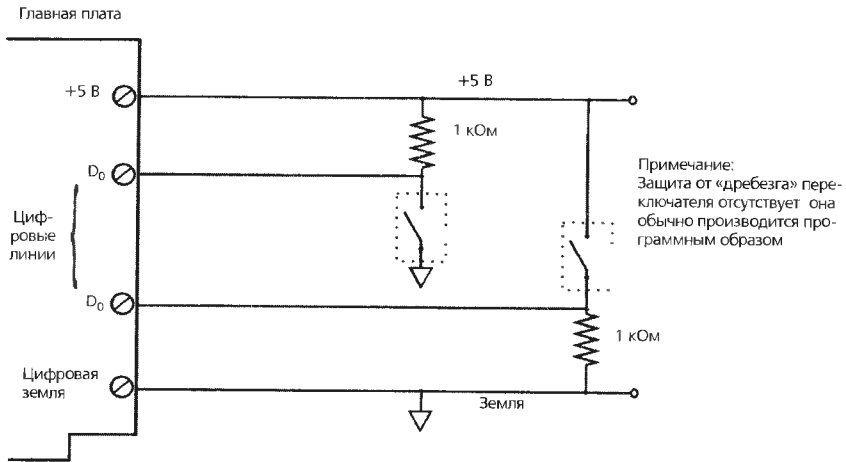 Главная плата
+5 В
+5 В
1 кОм
D0
Примечание:
Защита от «дребезга» пере-
ключателя отсутствует она
обычно производится про-
граммным образом
Циф-
ровые
линии
D0
1 кОм
Цифровая
земля
Земля